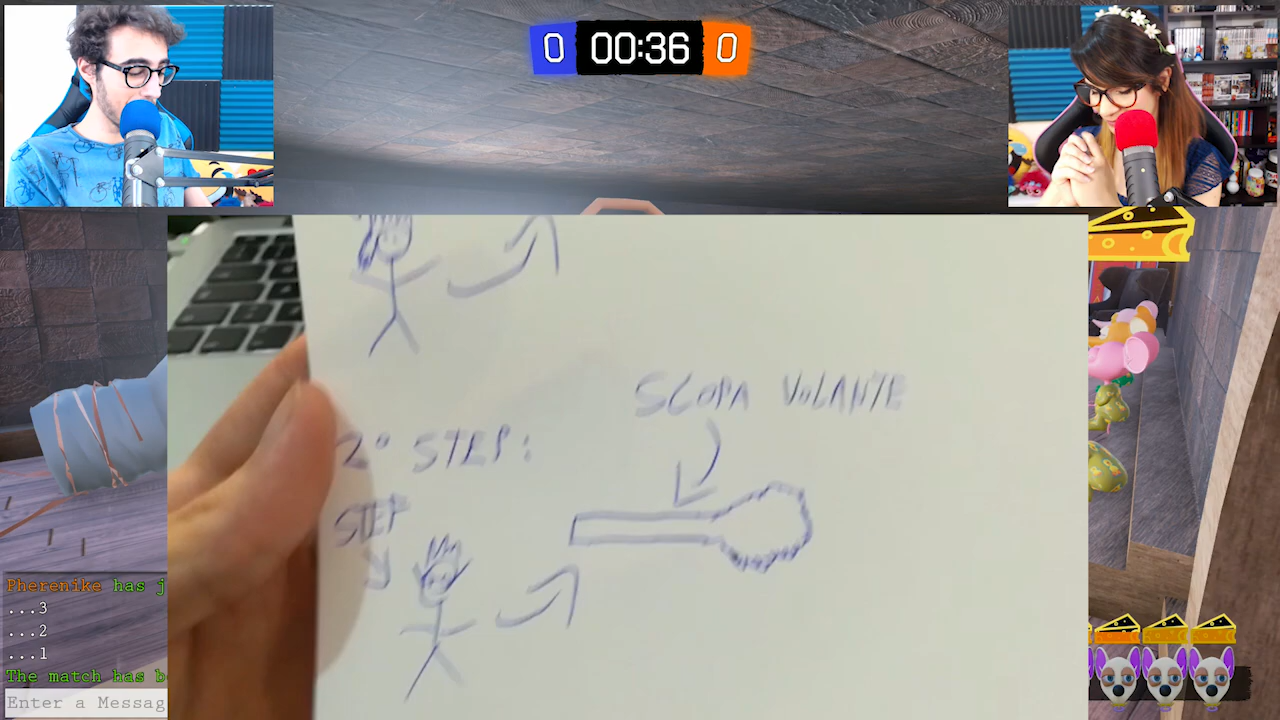 0 00:36 0
SCOPA VOLANTE
2° STEP:
STEP
Pherenike has j
...3
...2
...1
The match has b
Enter a Messag